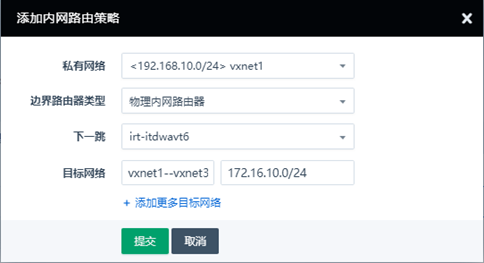 添加内网路由策略 ×
私有网络 <192.168.10.0/24> vxnet1
边界路由器类型 物理内网路由器
下一跳 irt-itdwavt6
目标网络 vxnet1--vxnet3 172.16.10.0/24
+ 添加更多目标网络
提交 取消